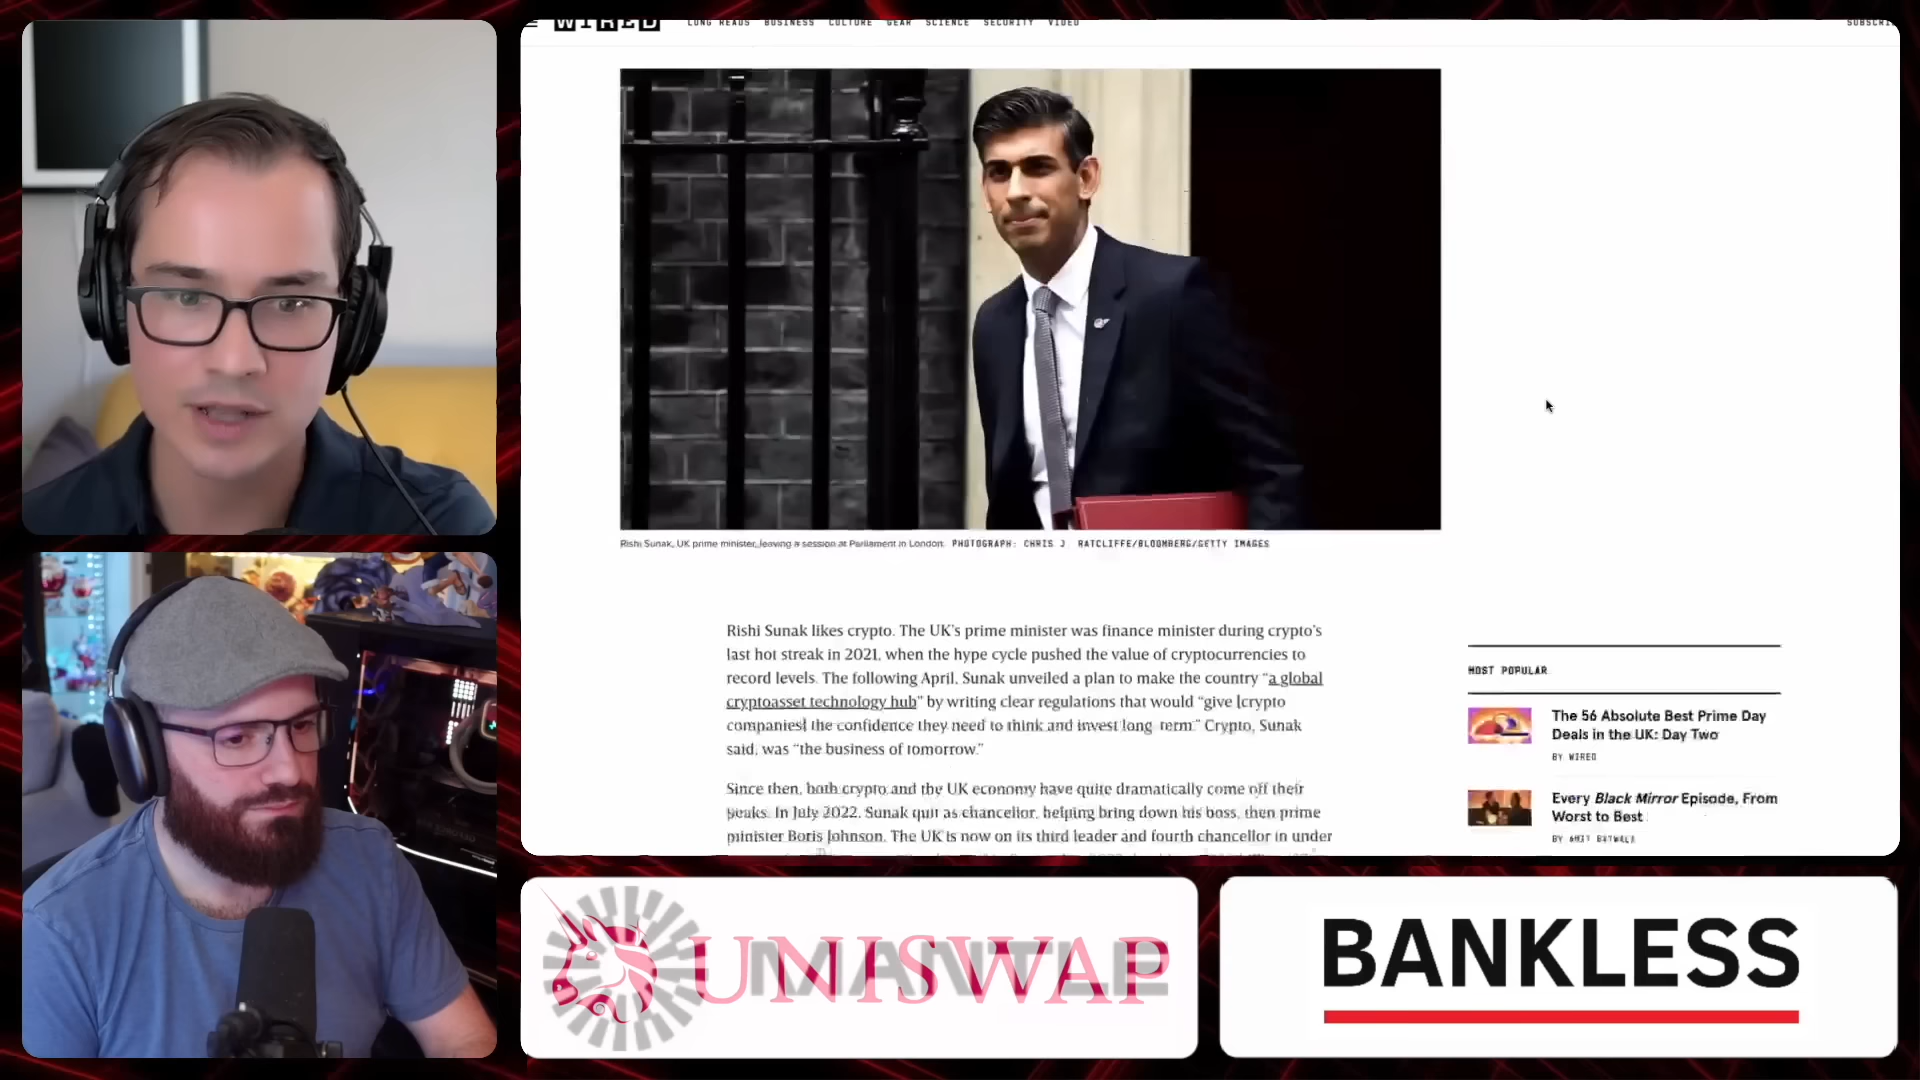 WIRED
LONG READS BUSINESS CULTURE GEAR SCIENCE SECURITY VIDEO
Rishi Sunak, UK prime minister, leaving a session at Parliament in London. PHOTOGRAPH: CHRIS J RATCLIFFE/BLOOMBERG/GETTY IMAGES
Rishi Sunak likes crypto. The UK's prime minister was finance minister during crypto's
last hot streak in 2021, when the hype cycle pushed the value of cryptocurrencies to
record levels. The following April, Sunak unveiled a plan to make the country “a global
cryptoasset technology hub” by writing clear regulations that would “give [crypto
companies] the confidence they need to think and invest long term.” Crypto, Sunak
said, was “the business of tomorrow.”
Since then, both crypto and the UK economy have quite dramatically come off their
peaks. In July 2022, Sunak quit as chancellor, helping bring down his boss, then prime
minister Boris Johnson. The UK is now on its third leader and fourth chancellor in under
MOST POPULAR
The 56 Absolute Best Prime Day
Deals in the UK: Day Two
BY WIRED
Every Black Mirror Episode, From
Worst to Best
BY
UNISWAP
MANTLE
BANKLESS